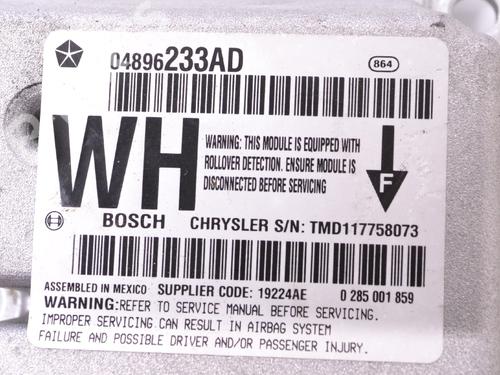 04896233AD 864
WH
WARNING: THIS MODULE IS EQUIPPED WITH
ROLLOVER DETECTION. ENSURE MODULE IS
DISCONNECTED BEFORE SERVICING
F
BOSCH CHRYSLER S/N: TMD117758073
ASSEMBLED IN MEXICO SUPPLIER CODE: 19224AE 0 285 001 859
WARNING:REFER TO SERVICE MANUAL BEFORE SERVICING.
IMPROPER SERVICING CAN RESULT IN AIRBAG SYSTEM
FAILURE AND POSSIBLE DRIVER AND/OR PASSENGER INJURY.